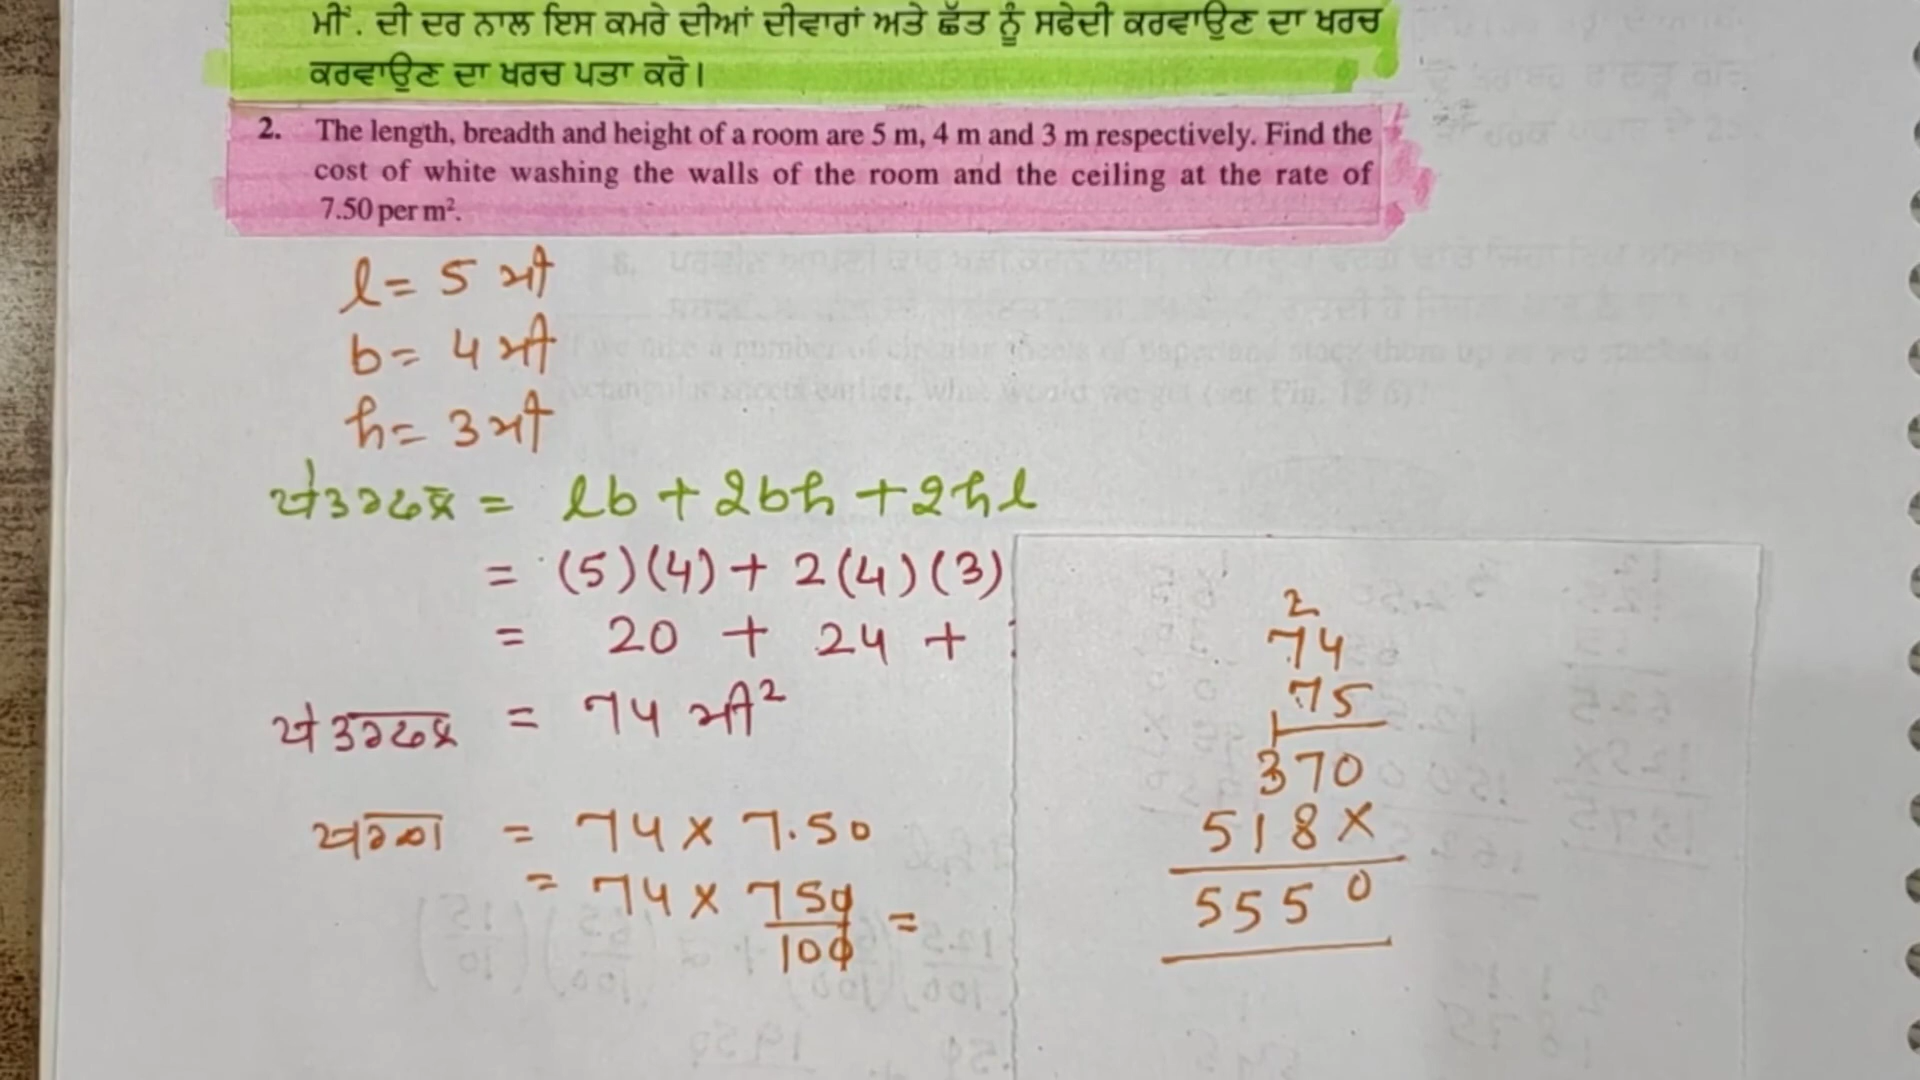 ਮੀਂ. ਦੀ ਦਰ ਨਾਲ ਇਸ ਕਮਰੇ ਦੀਆਂ ਦੀਵਾਰਾਂ ਅਤੇ ਛੱਤ ਨੂੰ ਸਫੇਦੀ ਕਰਵਾਉਣ ਦਾ ਖਰਚ
ਕਰਵਾਉਣ ਦਾ ਖਰਚ ਪਤਾ ਕਰੋ।
2. The length, breadth and height of a room are 5 m, 4 m and 3 m respectively. Find the
cost of white washing the walls of the room and the ceiling at the rate of
7.50 per m².
l = 5 ਮੀ
b = 4 ਮੀ
h = 3 ਮੀ
ਖੇਤਰਫਲ = lb + 2bh + 2hl
= (5)(4) + 2(4)(3)
= 20 + 24 +
ਖੇਤਰਫਲ = 74 ਮੀ²
ਖਰਚਾ = 74 × 7.50
= 74 × 750/100 =
2
74
75
370
518×
5550